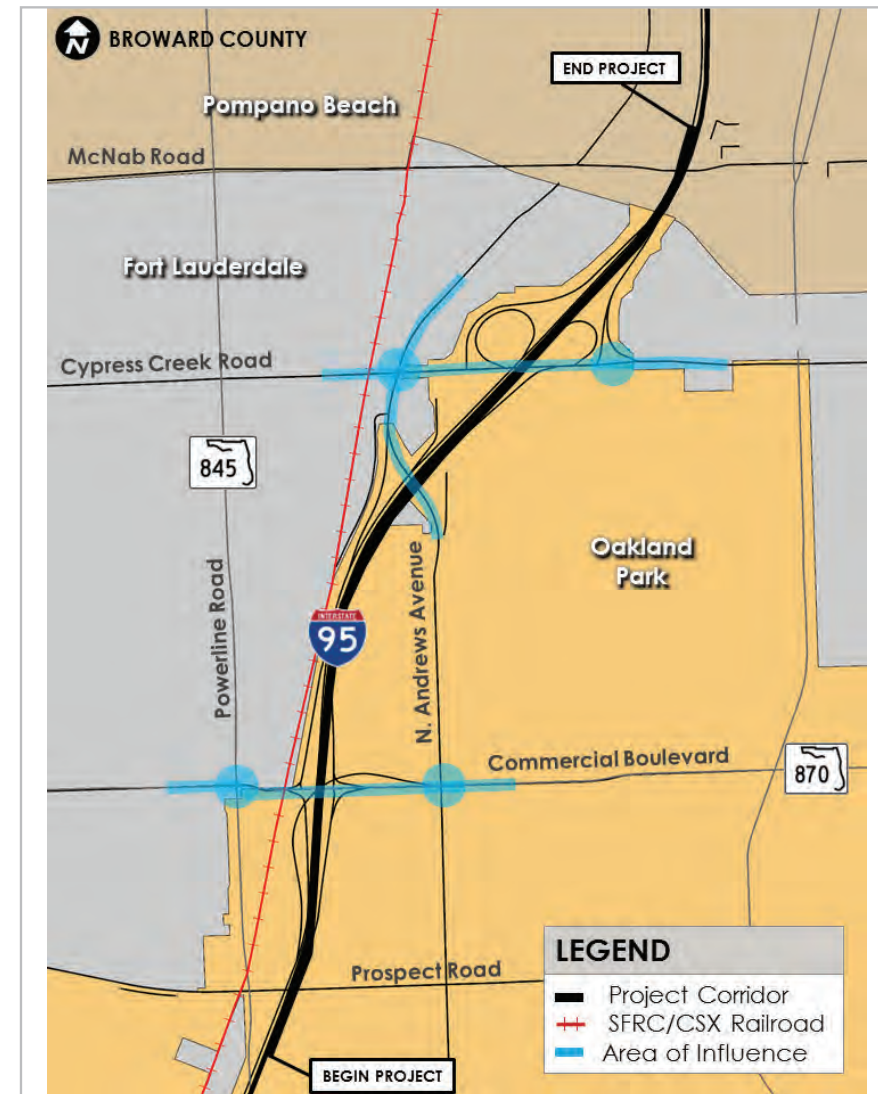 N
BROWARD COUNTY
END PROJECT
Pompano Beach
McNab Road
Fort Lauderdale
Cypress Creek Road
845
Oakland
Park
Powerline Road
N. Andrews Avenue
INTERSTATE
95
Commercial Boulevard
870
Prospect Road
BEGIN PROJECT
LEGEND
Project Corridor
SFRC/CSX Railroad
Area of Influence